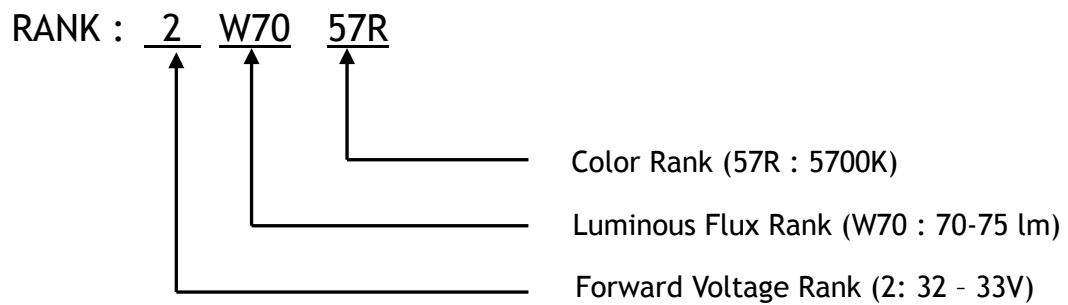 RANK : 2 W70 57R
Color Rank (57R : 5700K)
Luminous Flux Rank (W70 : 70-75 lm)
Forward Voltage Rank (2: 32 – 33V)